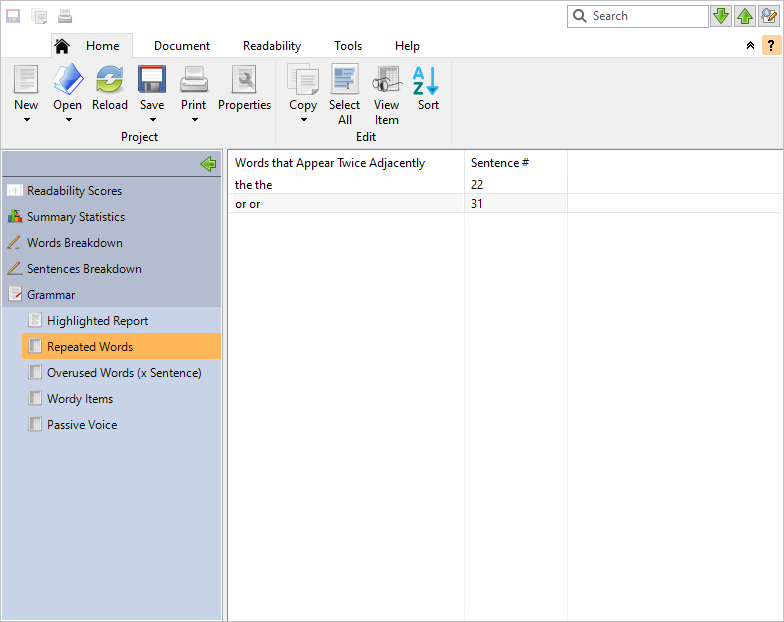 Search
Home Document Readability Tools Help
?
New Open Reload Save Print Properties Copy Select All View Item A Z Sort
Project Edit
Readability Scores
Summary Statistics
Words Breakdown
Sentences Breakdown
Grammar
Highlighted Report
Repeated Words
Overused Words (x Sentence)
Wordy Items
Passive Voice
Words that Appear Twice Adjacently Sentence #
the the 22
or or 31